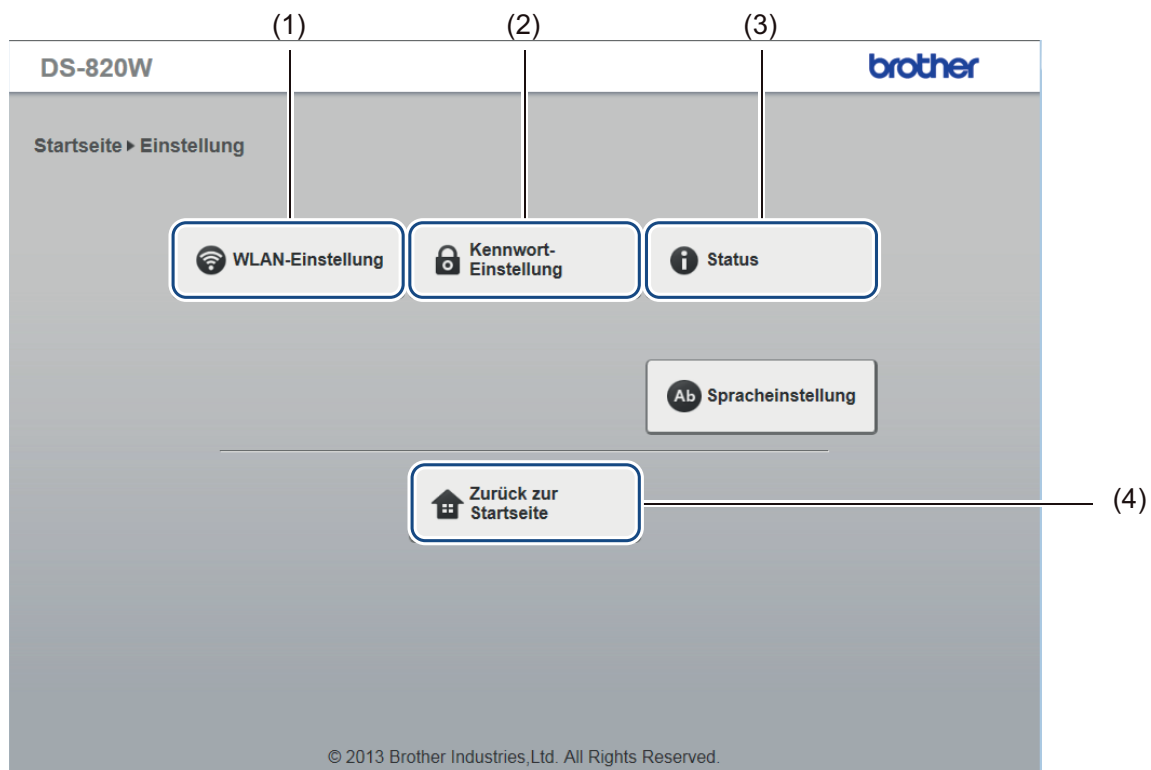 (1) (2) (3)
DS-820W brother
Startseite ▸ Einstellung
WLAN-Einstellung
Kennwort-
Einstellung
Status
Ab Spracheinstellung
Zurück zur
Startseite
(4)
© 2013 Brother Industries,Ltd. All Rights Reserved.